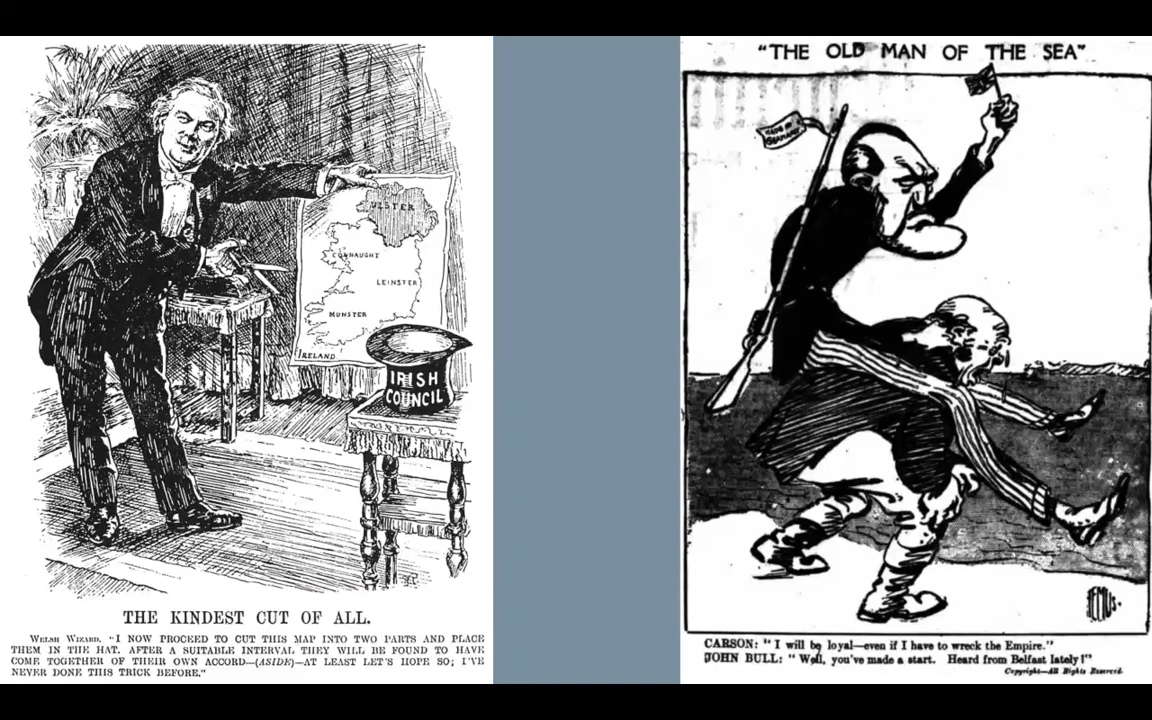 ULSTER
CONNAUGHT
LEINSTER
MUNSTER
IRELAND
IRISH
COUNCIL
THE KINDEST CUT OF ALL.
WELSH WIZARD. "I NOW PROCEED TO CUT THIS MAP INTO TWO PARTS AND PLACE
THEM IN THE HAT. AFTER A SUITABLE INTERVAL THEY WILL BE FOUND TO HAVE
COME TOGETHER OF THEIR OWN ACCORD—(ASIDE)—AT LEAST LET'S HOPE SO; I'VE
NEVER DONE THIS TRICK BEFORE."
"THE OLD MAN OF THE SEA"
CARSON: "I will be loyal—even if I have to wreck the Empire."
JOHN BULL: "Well, you've made a start. Heard from Belfast lately!"
Copyright—All Rights Reserved.